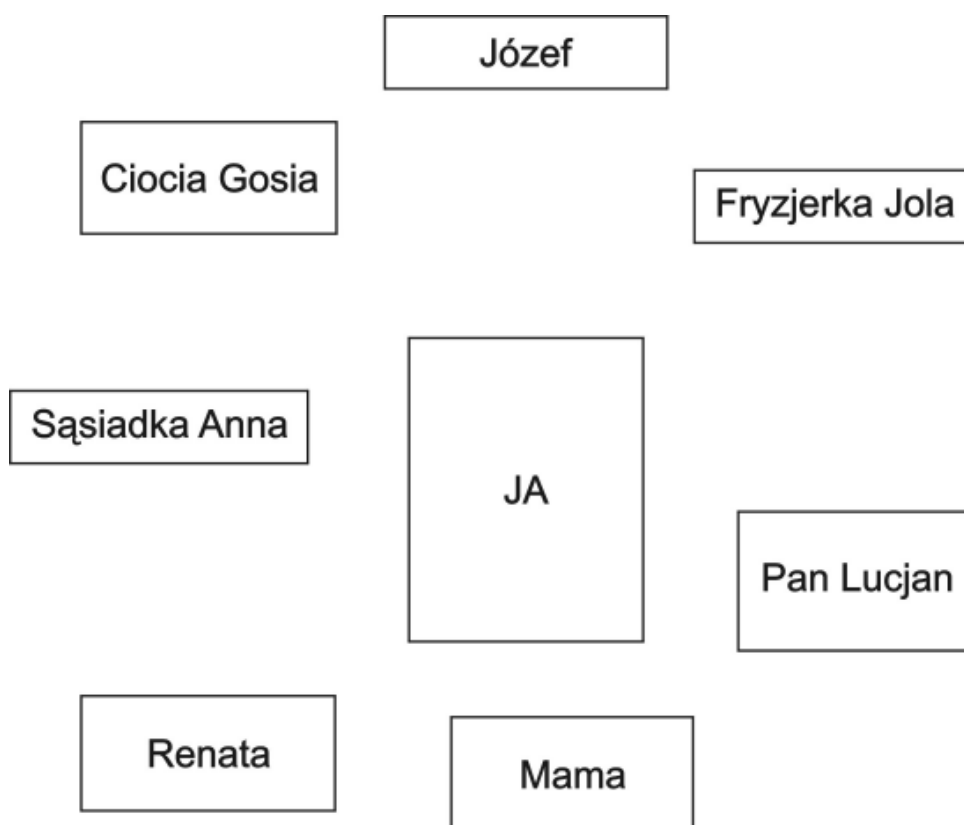 Józef
Ciocia Gosia
Fryzjerka Jola
Sąsiadka Anna
JA
Pan Lucjan
Renata
Mama